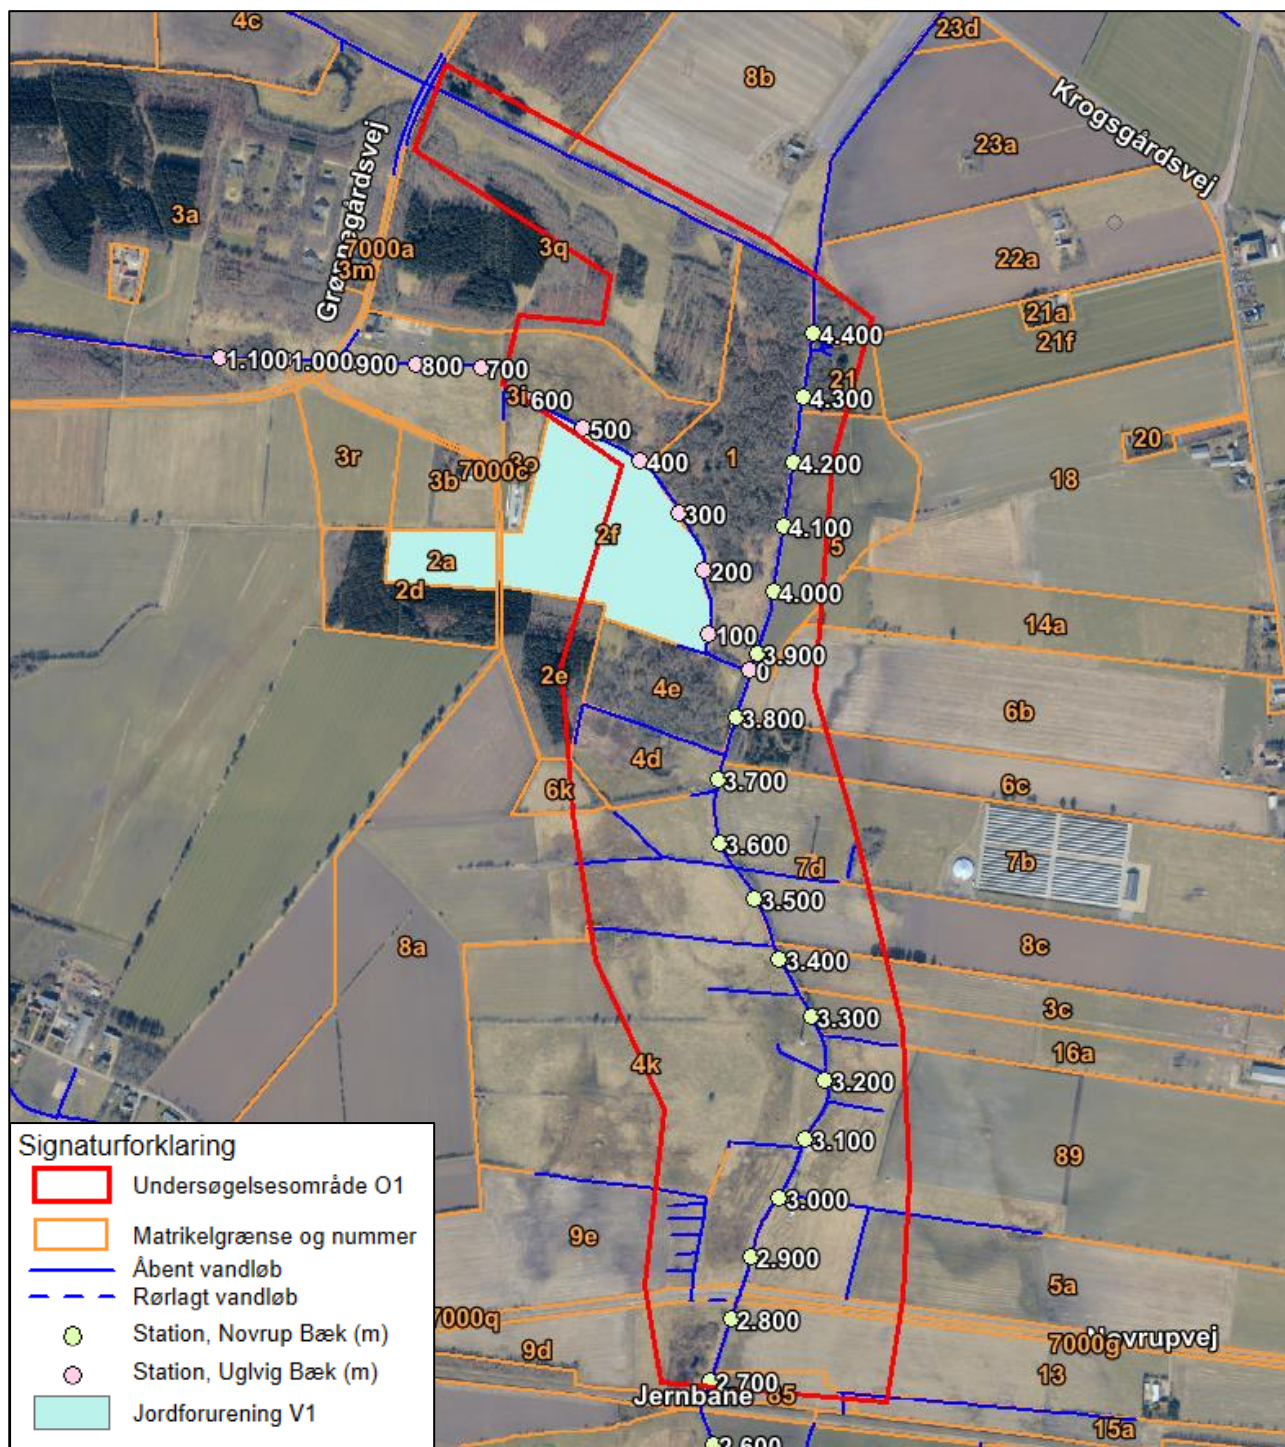 4c
23d
8b
Krogsgårdsvej
23a
3a
Grønnegårdsvej
7000a
3m
3q
22a
21a
21f
4.400
1.100
1.000
900
800
700
3i
600
21
4.300
500
20
3r
3b
7000c
400
1
4.200
18
300
2f
4.100
5
2a
2d
200
4.000
14a
100
3.900
0
2e
4e
3.800
6b
4d
3.700
6c
6k
3.600
7d
7b
3.500
8a
8c
3.400
3c
3.300
16a
4k
3.200
3.100
89
3.000
9e
2.900
5a
7000q
2.800
7000g
Novrupvej
9d
13
2.700
Jernbane
85
15a
2.600
Signaturforklaring
Undersøgelsesområde O1
Matrikelgrænse og nummer
Åbent vandløb
Rørlagt vandløb
Station, Novrup Bæk (m)
Station, Uglvig Bæk (m)
Jordforurening V1